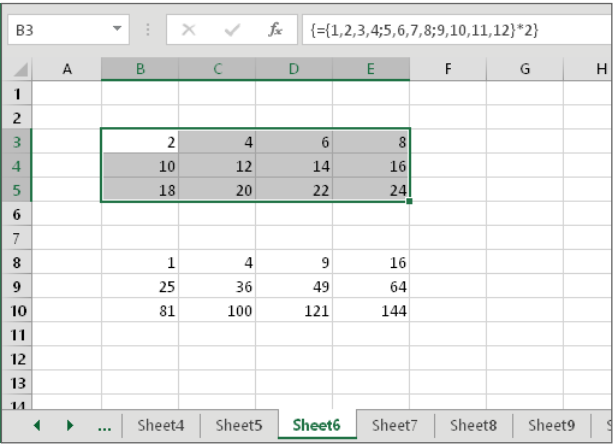 B3 fx {={1,2,3,4;5,6,7,8;9,10,11,12}*2}
A B C D E F G H
1
2
3 2 4 6 8
4 10 12 14 16
5 18 20 22 24
6
7
8 1 4 9 16
9 25 36 49 64
10 81 100 121 144
11
12
13
14
... Sheet4 Sheet5 Sheet6 Sheet7 Sheet8 Sheet9